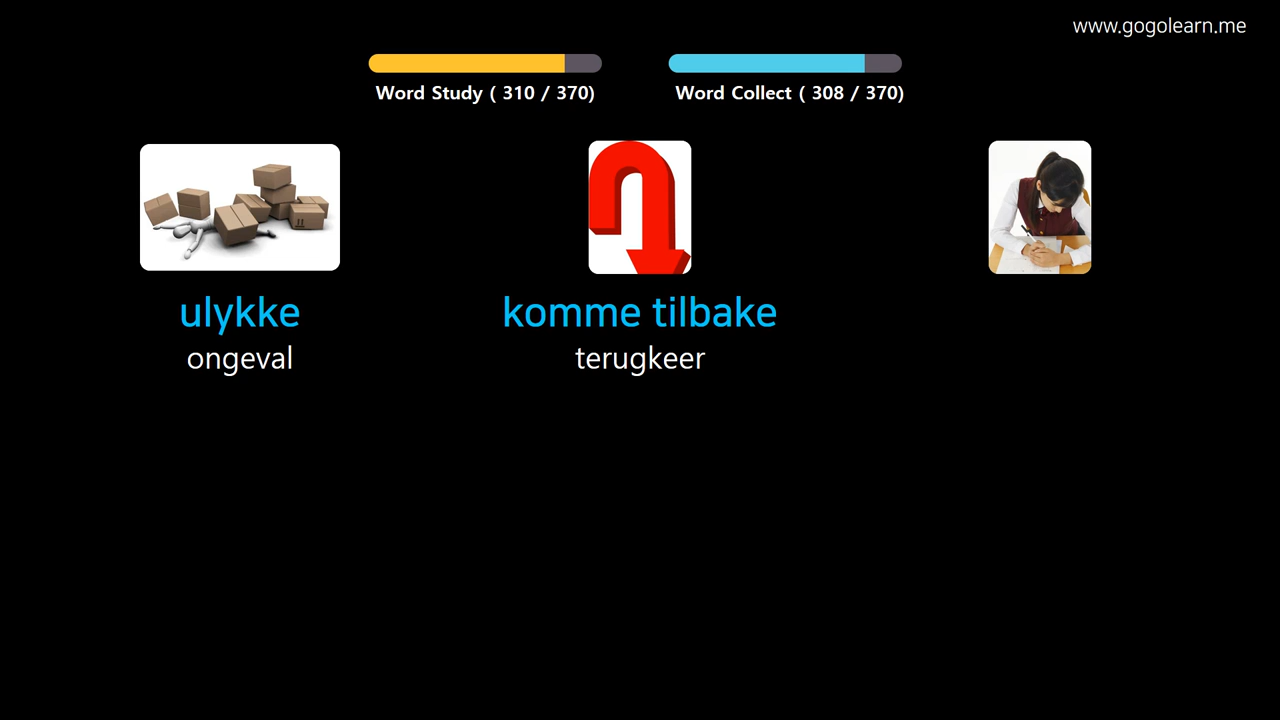 www.gogolearn.me
Word Study ( 310 / 370)
Word Collect ( 308 / 370)
ulykke
komme tilbake
ongeval
terugkeer